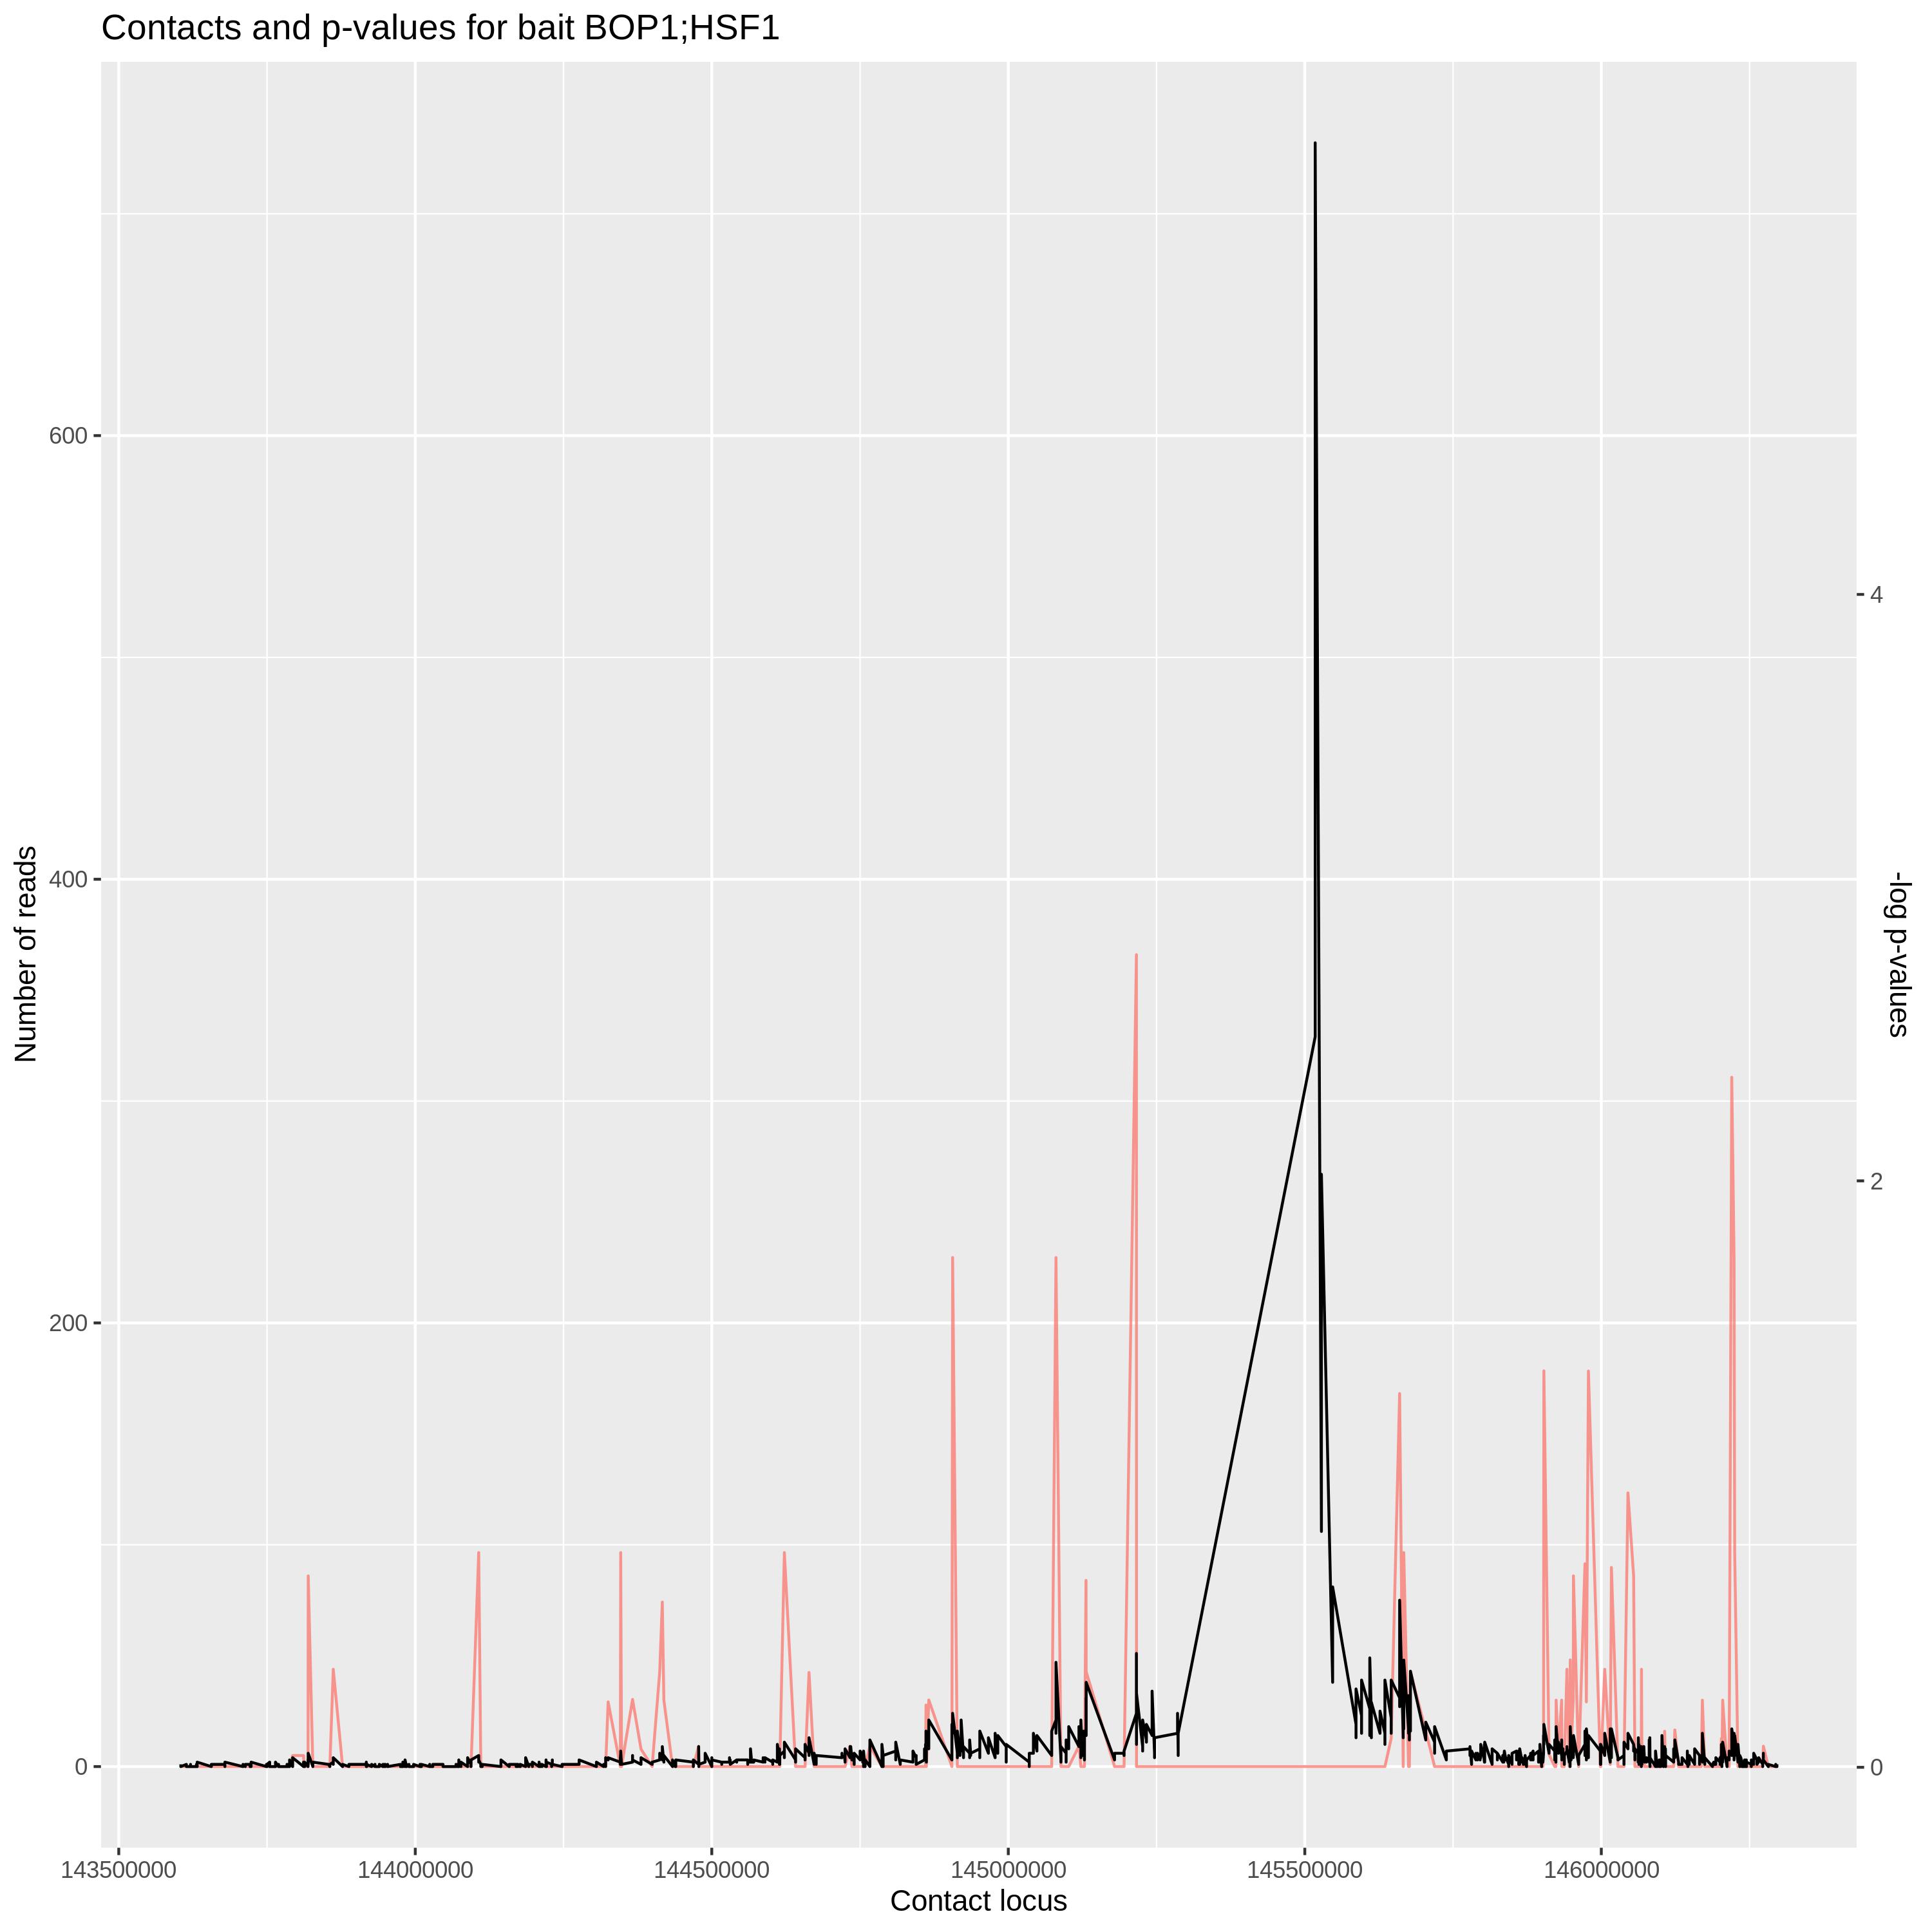 Contacts and p-values for bait BOP1;HSF1
Number of reads
600
400
200
0
4
2
0
-log p-values
143500000 144000000 144500000 145000000 145500000 146000000
Contact locus